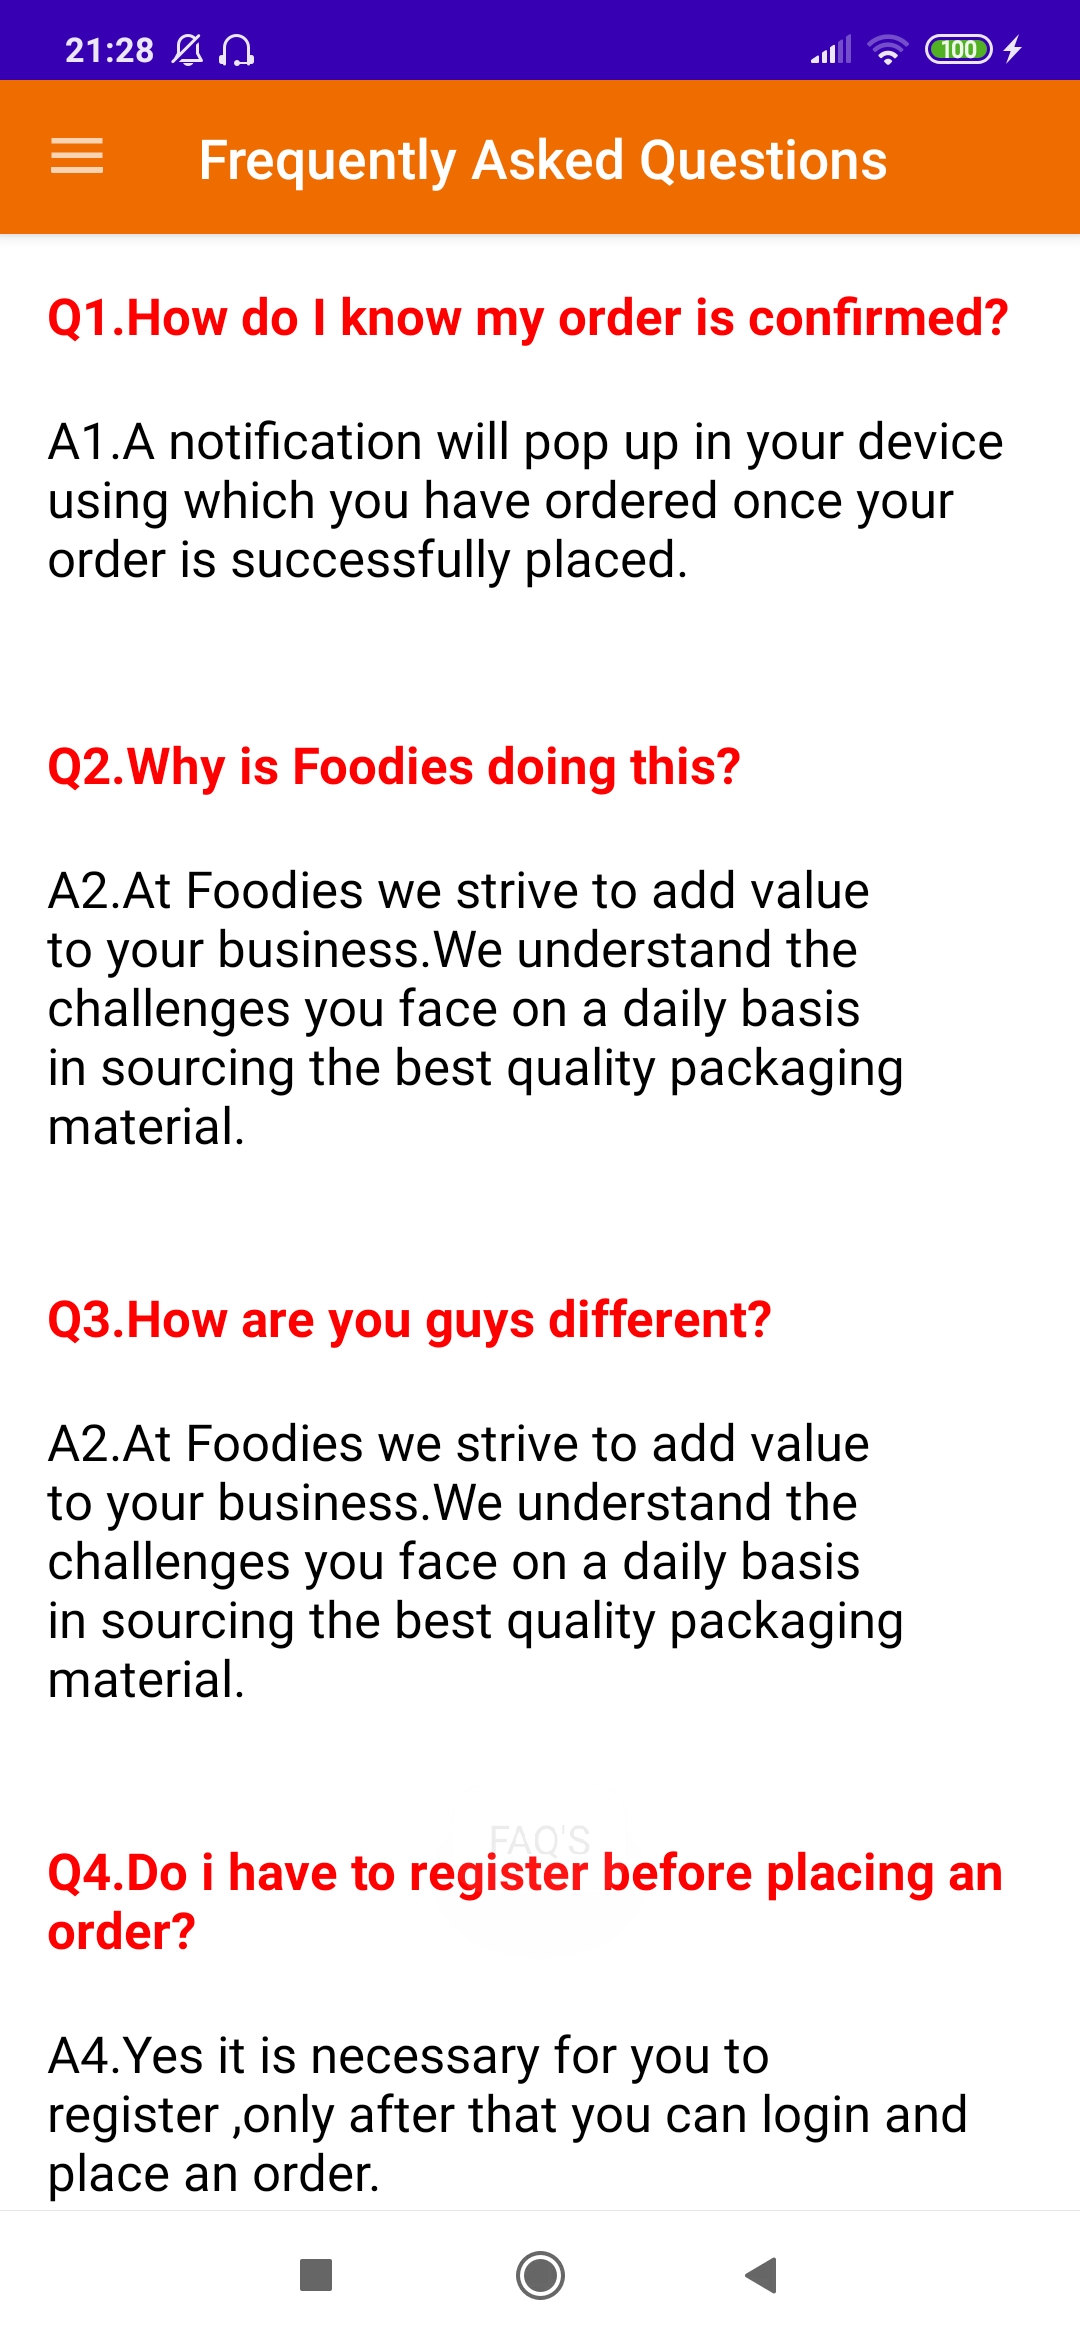 21:28
100
Frequently Asked Questions
Q1.How do I know my order is confirmed?
A1.A notification will pop up in your device
using which you have ordered once your
order is successfully placed.
Q2.Why is Foodies doing this?
A2.At Foodies we strive to add value
to your business.We understand the
challenges you face on a daily basis
in sourcing the best quality packaging
material.
Q3.How are you guys different?
A2.At Foodies we strive to add value
to your business.We understand the
challenges you face on a daily basis
in sourcing the best quality packaging
material.
FAQ'S
Q4.Do i have to register before placing an
order?
A4.Yes it is necessary for you to
register ,only after that you can login and
place an order.